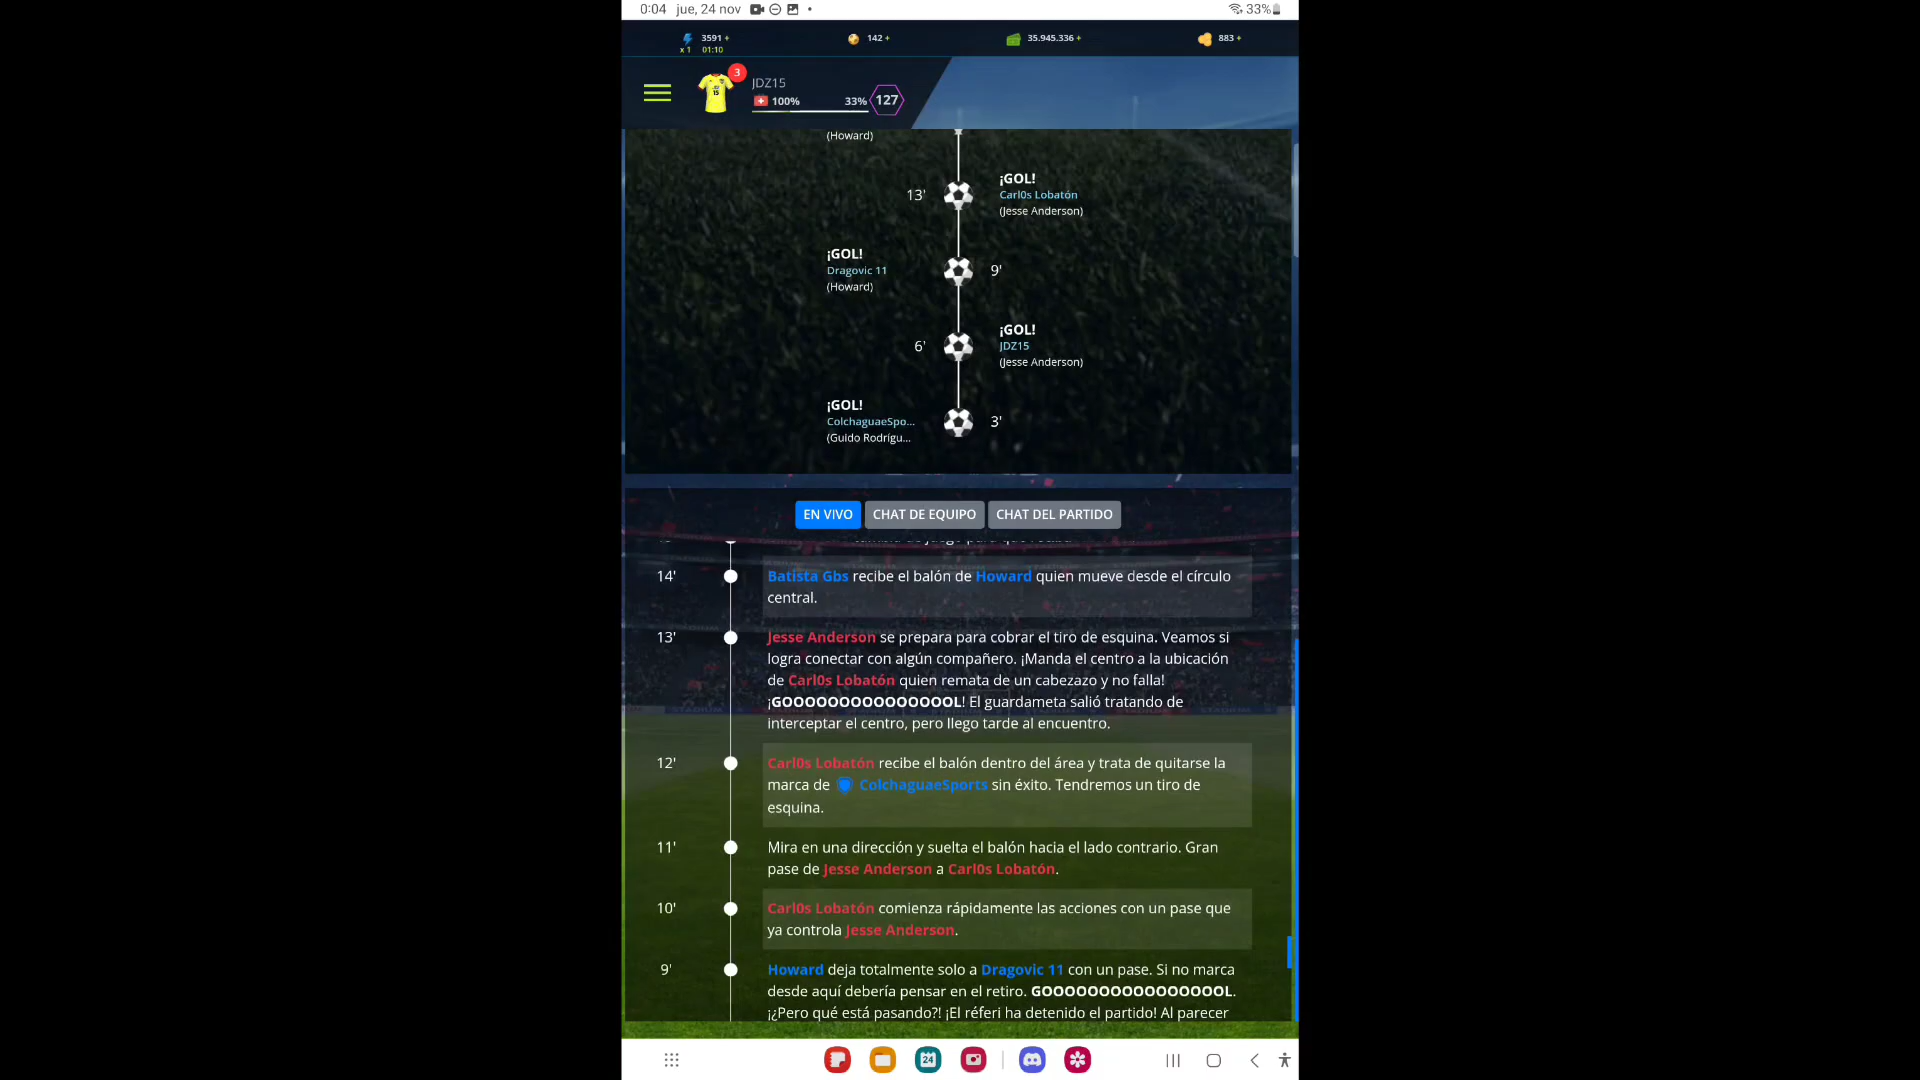 0:04 jue, 24 nov
33%
3591 +
x 1 01:10
142 +
35.945.336 +
883 +
3
15
JDZ15
100% 33% 127
(Howard)
13' ¡GOL!
Carl0s Lobatón
(Jesse Anderson)
¡GOL!
Dragovic 11 9'
(Howard)
6' ¡GOL!
JDZ15
(Jesse Anderson)
¡GOL!
ColchaguaeSpo... 3'
(Guido Rodrígu...
EN VIVO CHAT DE EQUIPO CHAT DEL PARTIDO
14' Batista Gbs recibe el balón de Howard quien mueve desde el círculo
central.
13' Jesse Anderson se prepara para cobrar el tiro de esquina. Veamos si
logra conectar con algún compañero. ¡Manda el centro a la ubicación
de Carl0s Lobatón quien remata de un cabezazo y no falla!
¡GOOOOOOOOOOOOOOOL! El guardameta salió tratando de
interceptar el centro, pero llego tarde al encuentro.
12' Carl0s Lobatón recibe el balón dentro del área y trata de quitarse la
marca de ColchaguaeSports sin éxito. Tendremos un tiro de
esquina.
11' Mira en una dirección y suelta el balón hacia el lado contrario. Gran
pase de Jesse Anderson a Carl0s Lobatón.
10' Carl0s Lobatón comienza rápidamente las acciones con un pase que
ya controla Jesse Anderson.
9' Howard deja totalmente solo a Dragovic 11 con un pase. Si no marca
desde aquí debería pensar en el retiro. GOOOOOOOOOOOOOOOL.
¡¿Pero qué está pasando?! ¡El réferi ha detenido el partido! Al parecer
24